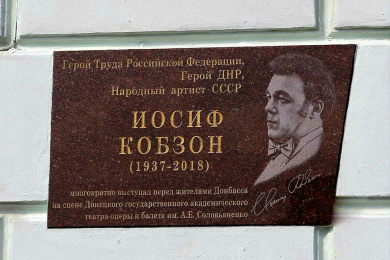 Герой Труда Российской Федерации,
Герой ДНР,
Народный артист СССР
ИОСИФ
КОБЗОН
(1937-2018)
многократно выступал перед жителями Донбасса
на сцене Донецкого государственного академического
театра оперы и балета им. А.Б. Соловьяненко